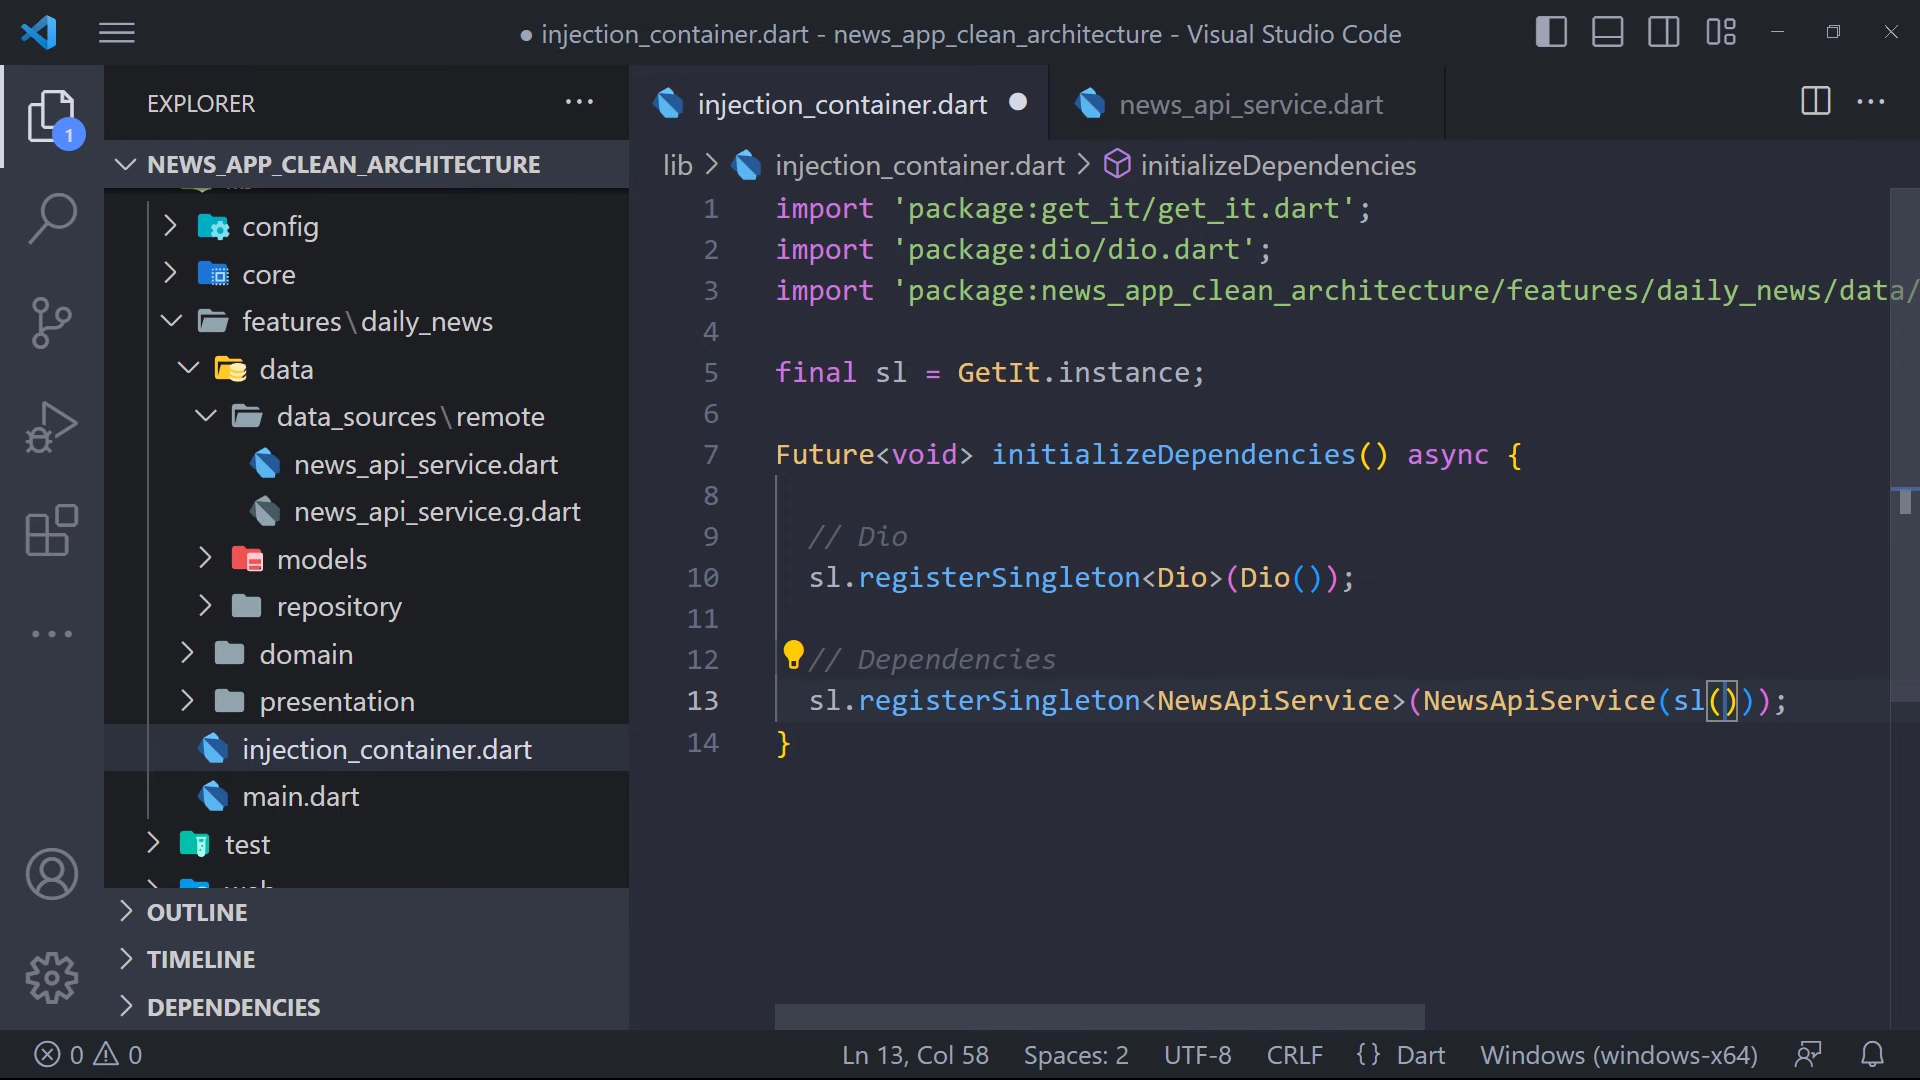 ● injection_container.dart - news_app_clean_architecture - Visual Studio Code
1
EXPLORER
NEWS_APP_CLEAN_ARCHITECTURE
config
core
features\daily_news
data
data_sources\remote
news_api_service.dart
news_api_service.g.dart
models
repository
domain
presentation
injection_container.dart
main.dart
test
OUTLINE
TIMELINE
DEPENDENCIES
injection_container.dart
news_api_service.dart
lib > injection_container.dart > initializeDependencies
1 import 'package:get_it/get_it.dart';
2 import 'package:dio/dio.dart';
3 import 'package:news_app_clean_architecture/features/daily_news/data/
4
5 final sl = GetIt.instance;
6
7 Future<void> initializeDependencies() async {
8
9 // Dio
10 sl.registerSingleton<Dio>(Dio());
11
12 // Dependencies
13 sl.registerSingleton<NewsApiService>(NewsApiService(sl()));
14 }
0 0 Ln 13, Col 58 Spaces: 2 UTF-8 CRLF {} Dart Windows (windows-x64)